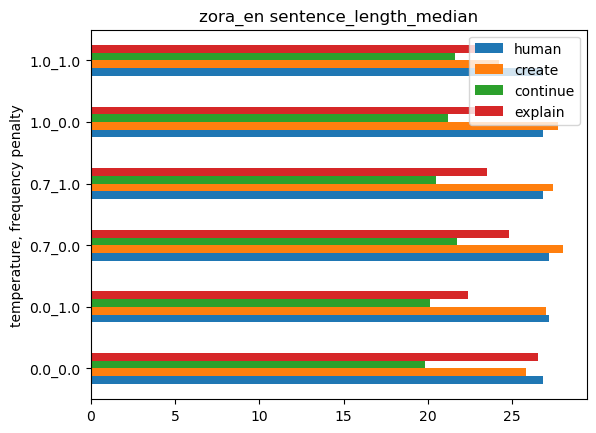 zora_en sentence_length_median
temperature, frequency penalty
1.0_1.0
1.0_0.0
0.7_1.0
0.7_0.0
0.0_1.0
0.0_0.0
0 5 10 15 20 25
human
create
continue
explain